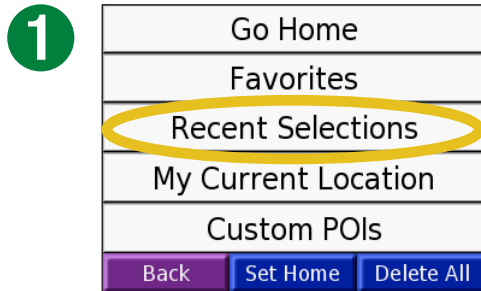 1
Go Home
Favorites
Recent Selections
My Current Location
Custom POIs
Back Set Home Delete All